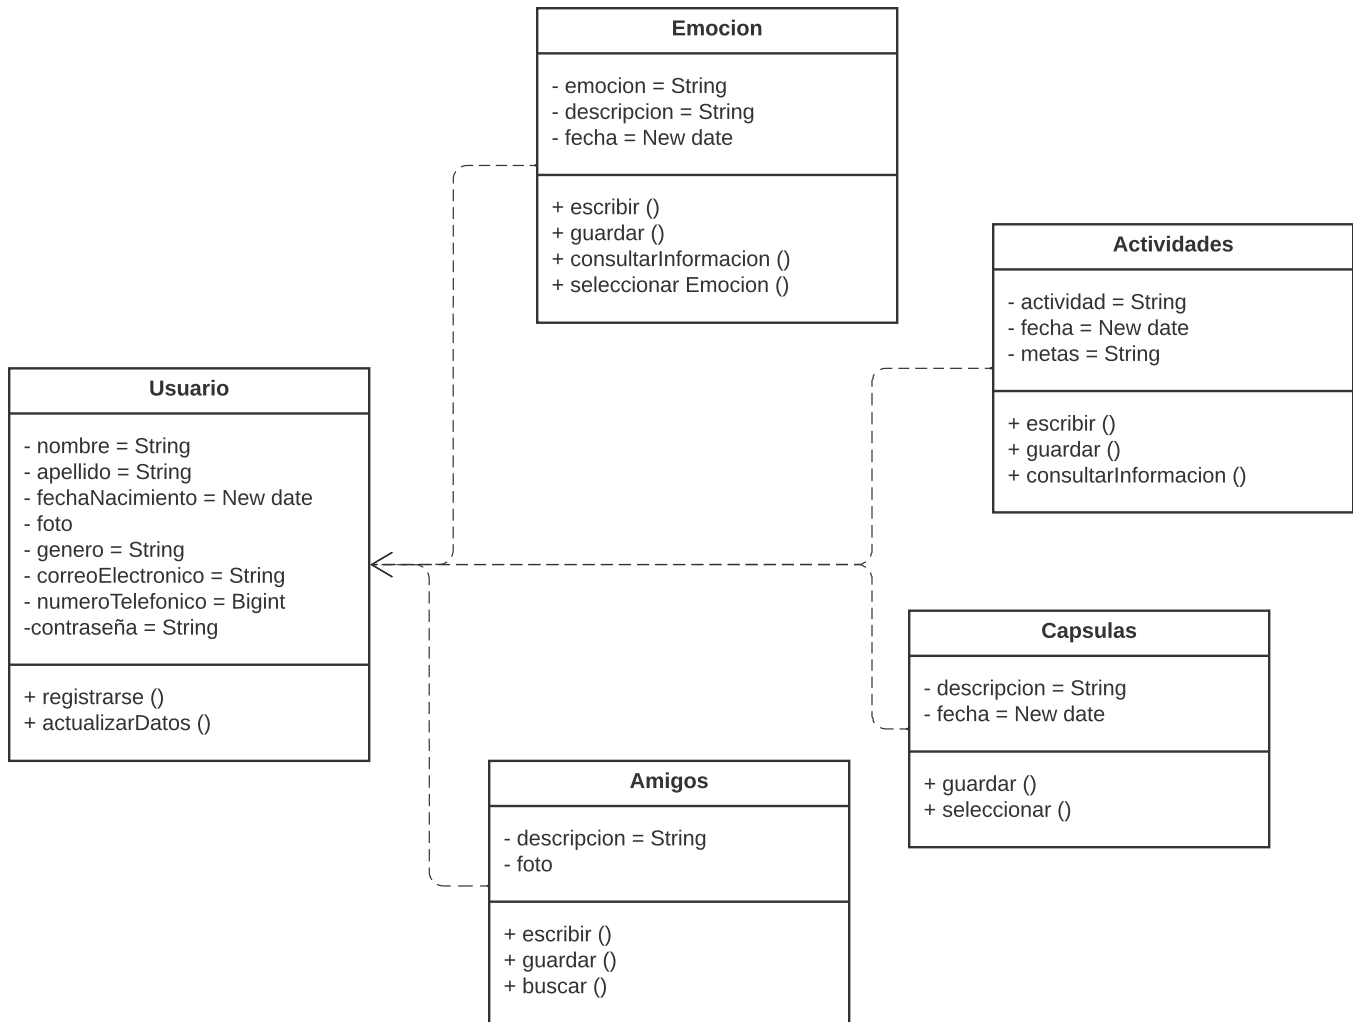 Emocion
- emocion = String
- descripcion = String
- fecha = New date
+ escribir ()
+ guardar ()
+ consultarInformacion ()
+ seleccionar Emocion ()
Actividades
- actividad = String
- fecha = New date
- metas = String
+ escribir ()
+ guardar ()
+ consultarInformacion ()
Usuario
- nombre = String
- apellido = String
- fechaNacimiento = New date
- foto
- genero = String
- correoElectronico = String
- numeroTelefonico = Bigint
-contraseña = String
+ registrarse ()
+ actualizarDatos ()
Capsulas
- descripcion = String
- fecha = New date
+ guardar ()
+ seleccionar ()
Amigos
- descripcion = String
- foto
+ escribir ()
+ guardar ()
+ buscar ()